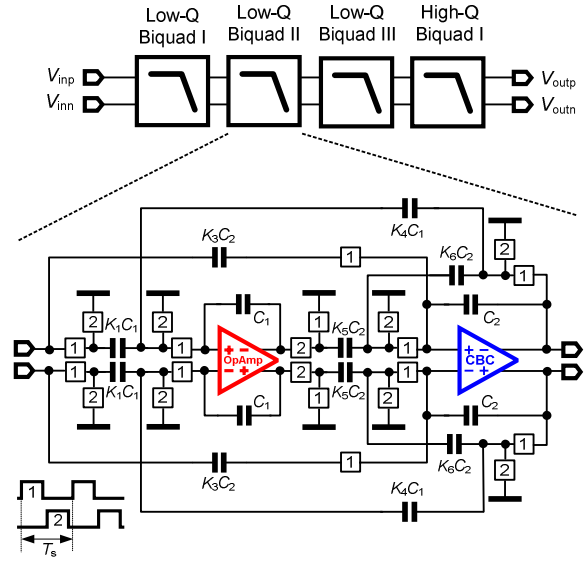 Low-Q Biquad I
Low-Q Biquad II
Low-Q Biquad III
High-Q Biquad I
Vinp
Vinn
Voutp
Voutn
K4C1
K3C2
1
K6C2
2
1
2
K1C1
2
C1
1
K5C2
2
C2
1
1
2
1
+ −
OpAmp
− +
+ −
CBC
− +
1
K1C1
1
2
K5C2
1
2
2
C1
1
2
C2
1
K6C2
2
K3C2
1
K4C1
1
2
Ts